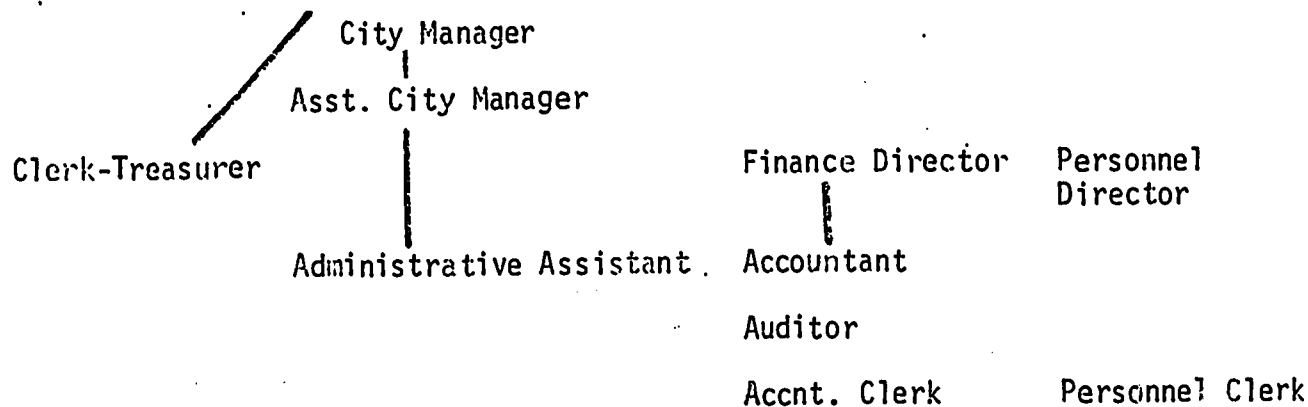 City Manager
Asst. City Manager
Clerk-Treasurer
Finance Director
Personnel
Director
Administrative Assistant
Accountant
Auditor
Accnt. Clerk
Personnel Clerk